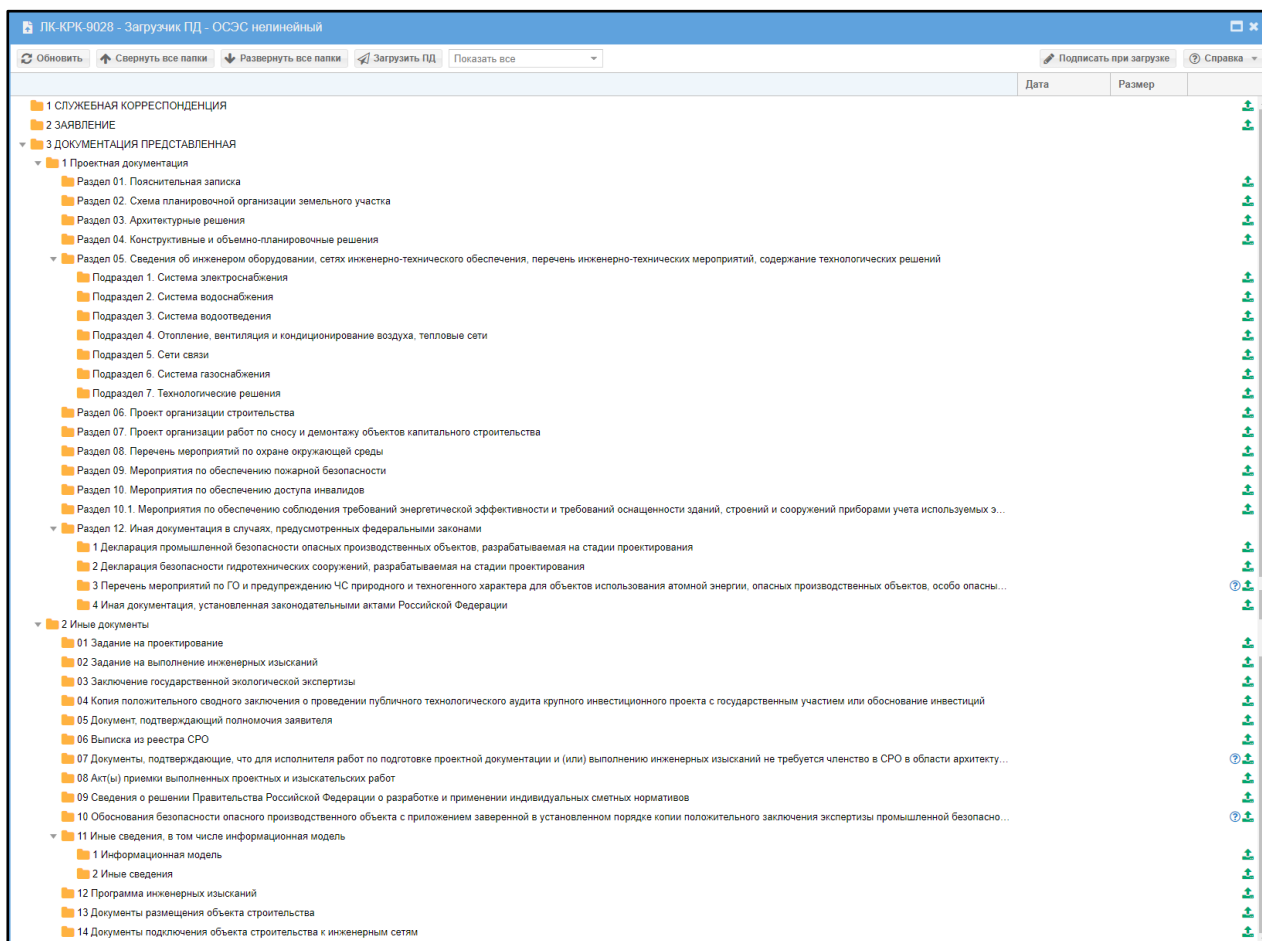 ЛК-КРК-9028 - Загрузчик ПД - ОСЭС нелинейный
Обновить Свернуть все папки Развернуть все папки Загрузить ПД Показать все Подписать при загрузке Справка
Дата Размер
1 СЛУЖЕБНАЯ КОРРЕСПОНДЕНЦИЯ
2 ЗАЯВЛЕНИЕ
3 ДОКУМЕНТАЦИЯ ПРЕДСТАВЛЕННАЯ
1 Проектная документация
Раздел 01. Пояснительная записка
Раздел 02. Схема планировочной организации земельного участка
Раздел 03. Архитектурные решения
Раздел 04. Конструктивные и объемно-планировочные решения
Раздел 05. Сведения об инженером оборудовании, сетях инженерно-технического обеспечения, перечень инженерно-технических мероприятий, содержание технологических решений
Подраздел 1. Система электроснабжения
Подраздел 2. Система водоснабжения
Подраздел 3. Система водоотведения
Подраздел 4. Отопление, вентиляция и кондиционирование воздуха, тепловые сети
Подраздел 5. Сети связи
Подраздел 6. Система газоснабжения
Подраздел 7. Технологические решения
Раздел 06. Проект организации строительства
Раздел 07. Проект организации работ по сносу и демонтажу объектов капитального строительства
Раздел 08. Перечень мероприятий по охране окружающей среды
Раздел 09. Мероприятия по обеспечению пожарной безопасности
Раздел 10. Мероприятия по обеспечению доступа инвалидов
Раздел 10.1. Мероприятия по обеспечению соблюдения требований энергетической эффективности и требований оснащенности зданий, строений и сооружений приборами учета используемых э...
Раздел 12. Иная документация в случаях, предусмотренных федеральными законами
1 Декларация промышленной безопасности опасных производственных объектов, разрабатываемая на стадии проектирования
2 Декларация безопасности гидротехнических сооружений, разрабатываемая на стадии проектирования
3 Перечень мероприятий по ГО и предупреждению ЧС природного и техногенного характера для объектов использования атомной энергии, опасных производственных объектов, особо опасны...
4 Иная документация, установленная законодательными актами Российской Федерации
2 Иные документы
01 Задание на проектирование
02 Задание на выполнение инженерных изысканий
03 Заключение государственной экологической экспертизы
04 Копия положительного сводного заключения о проведении публичного технологического аудита крупного инвестиционного проекта с государственным участием или обоснование инвестиций
05 Документ, подтверждающий полномочия заявителя
06 Выписка из реестра СРО
07 Документы, подтверждающие, что для исполнителя работ по подготовке проектной документации и (или) выполнению инженерных изысканий не требуется членство в СРО в области архитекту...
08 Акт(ы) приемки выполненных проектных и изыскательских работ
09 Сведения о решении Правительства Российской Федерации о разработке и применении индивидуальных сметных нормативов
10 Обоснования безопасности опасного производственного объекта с приложением заверенной в установленном порядке копии положительного заключения экспертизы промышленной безопасно...
11 Иные сведения, в том числе информационная модель
1 Информационная модель
2 Иные сведения
12 Программа инженерных изысканий
13 Документы размещения объекта строительства
14 Документы подключения объекта строительства к инженерным сетям